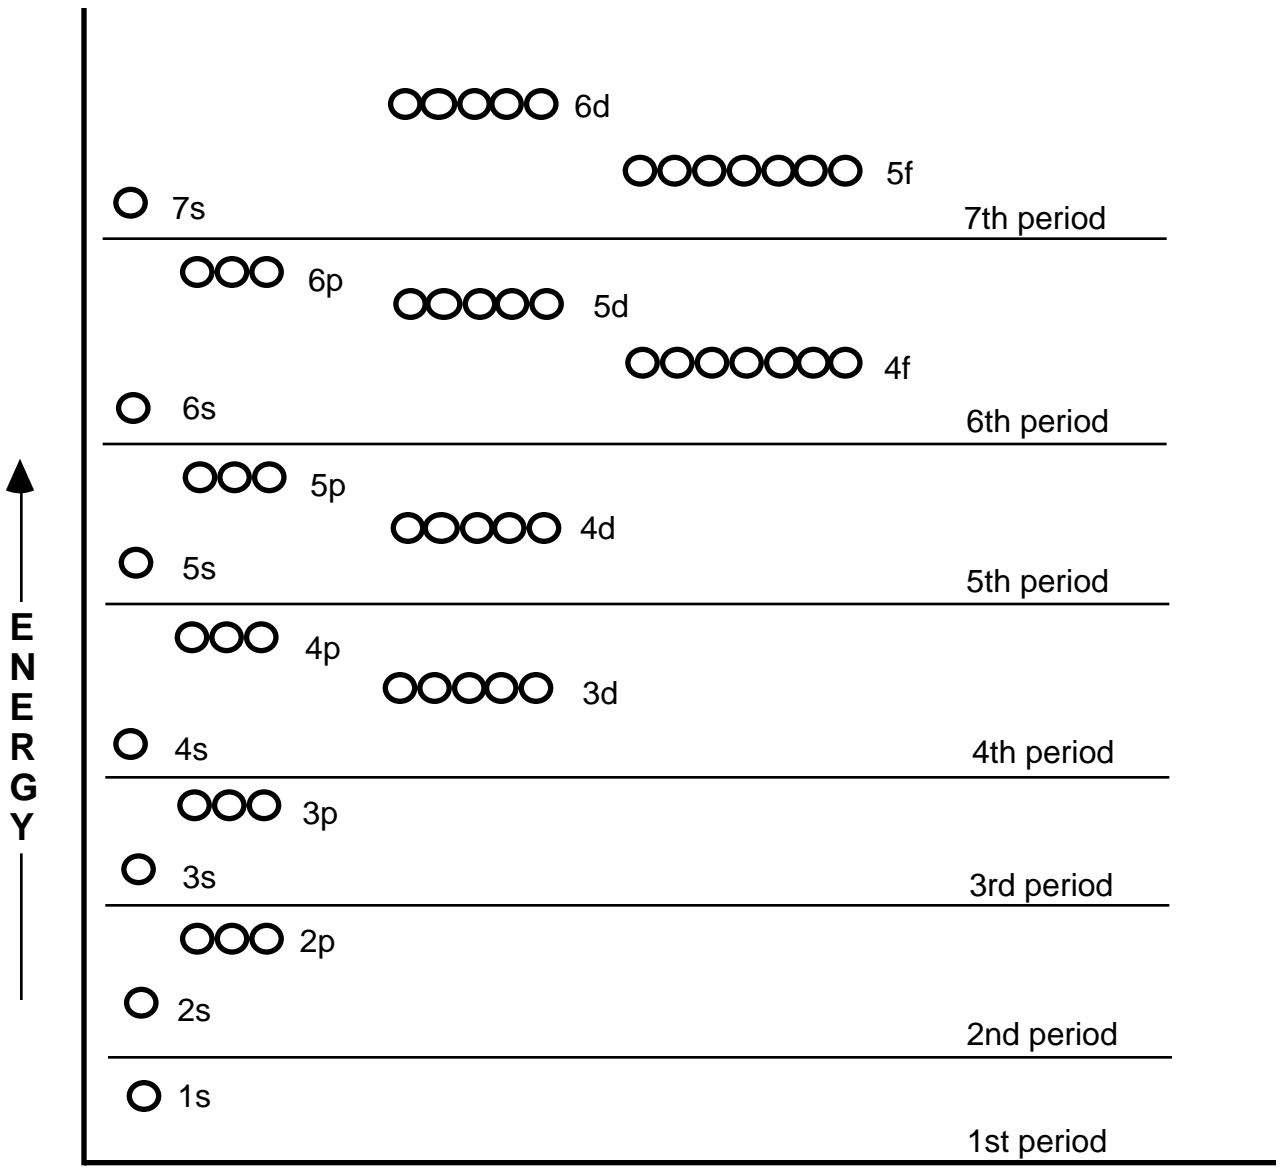 6d
5f
7s
7th period
6p
5d
4f
6s
6th period
5p
4d
5s
5th period
ENERGY
4p
3d
4s
4th period
3p
3s
3rd period
2p
2s
2nd period
1s
1st period